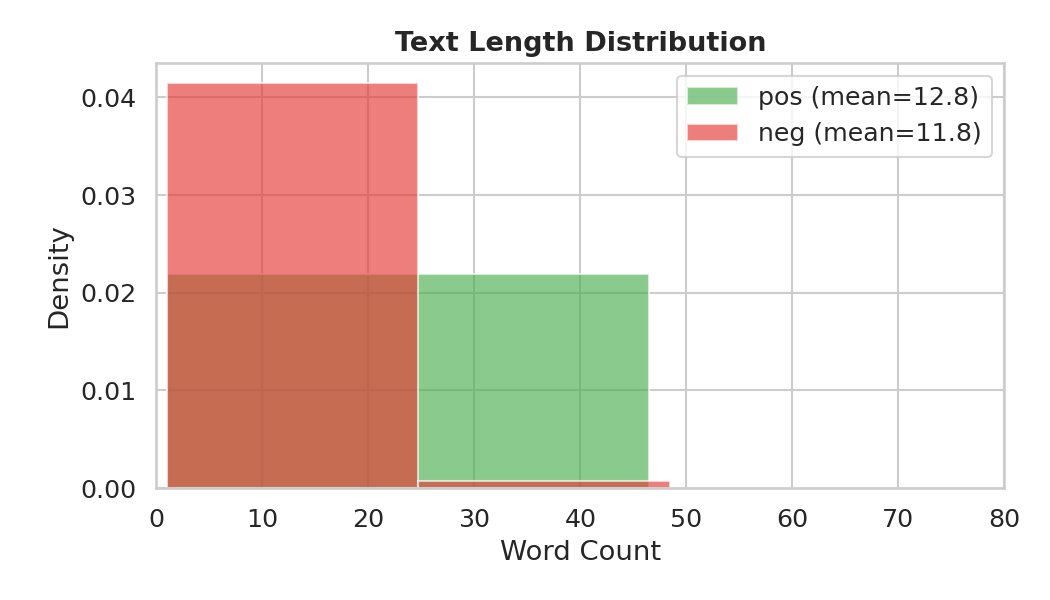 Text Length Distribution
pos (mean=12.8)
neg (mean=11.8)
Density
0.04
0.03
0.02
0.01
0.00
0 10 20 30 40 50 60 70 80
Word Count